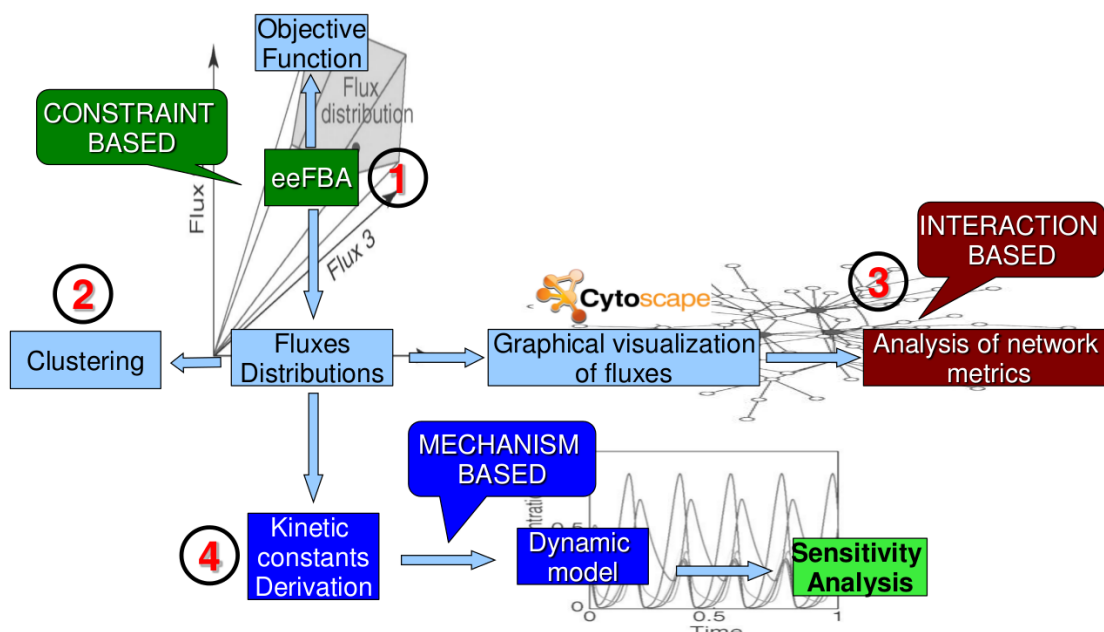 Objective
Function
Flux
distribution
CONSTRAINT
BASED
eeFBA
1
Flux
Flux 3
INTERACTION
BASED
3
2
Cytoscape
Clustering
Fluxes
Distributions
Graphical visualization
of fluxes
Analysis of network
metrics
MECHANISM
BASED
4
Kinetic
constants
Derivation
Dynamic
model
Sensitivity
Analysis
0
0
0.5
1
Time